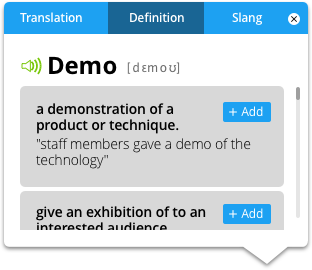 Translation Definition Slang
Demo [dɛmoʊ]
a demonstration of a
product or technique.
+ Add
"staff members gave a demo of the
technology"
give an exhibition of to an
interested audience
+ Add